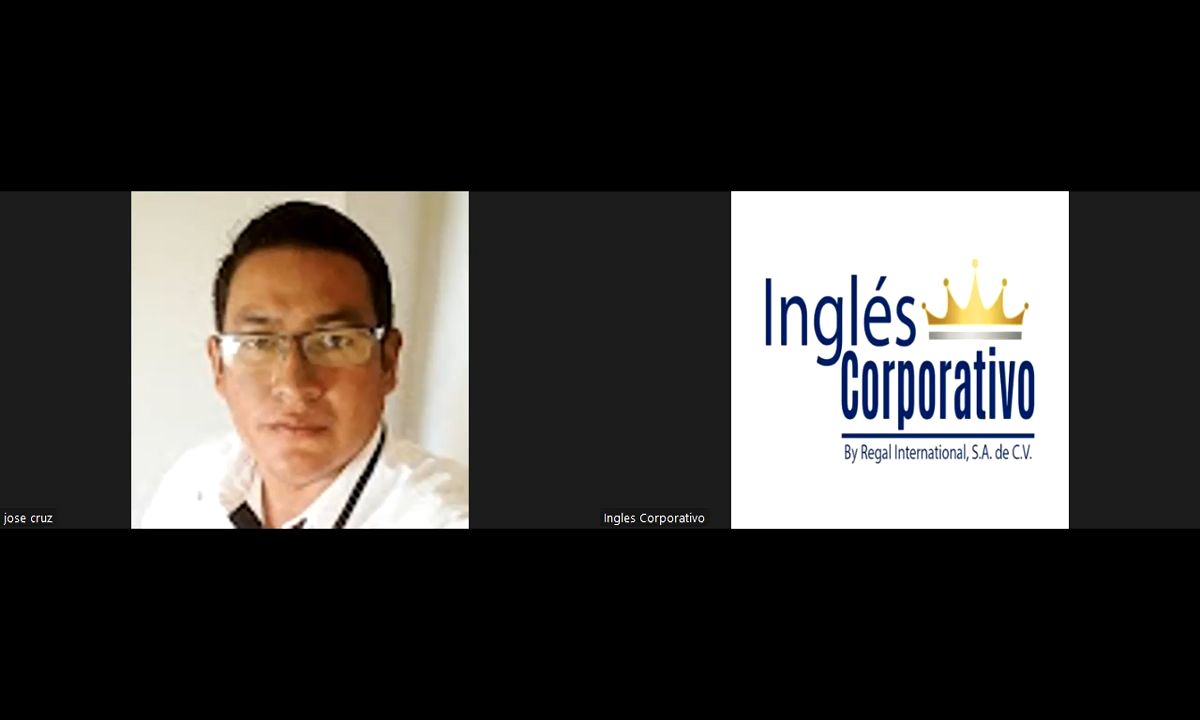 Inglés
Corporativo
By Regal International, S.A. de C.V.
jose cruz
Ingles Corporativo